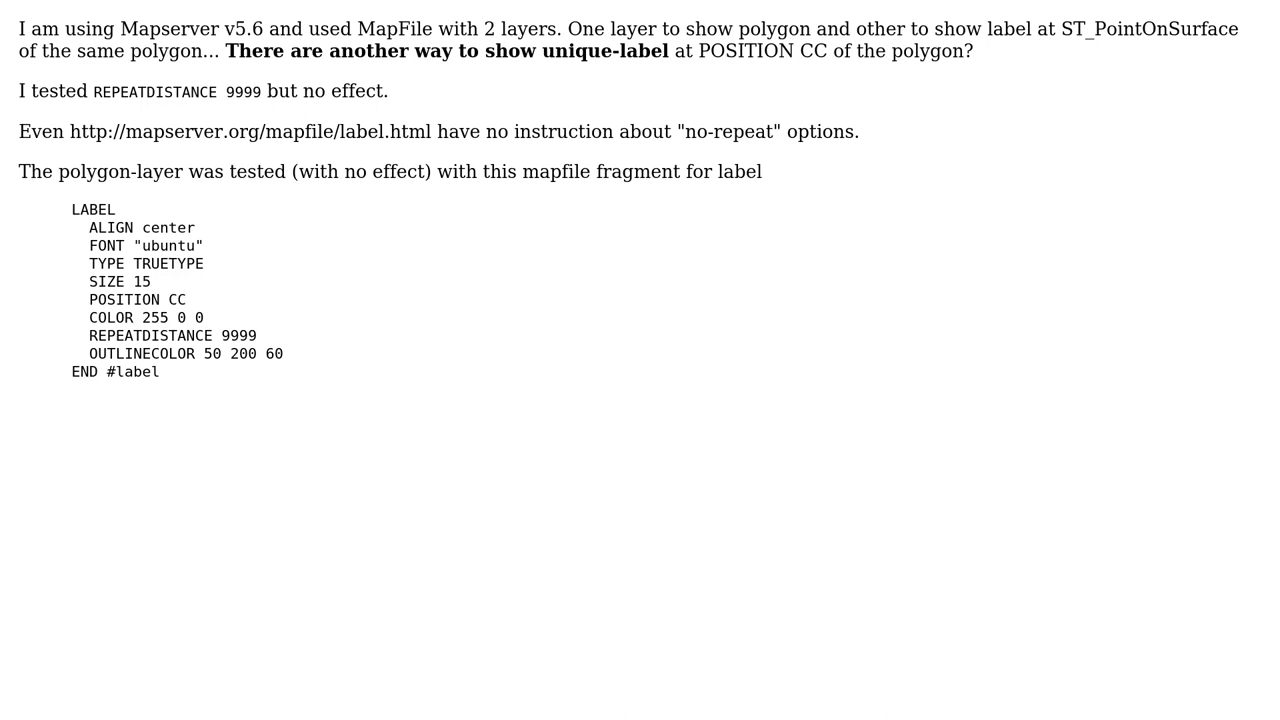 I am using Mapserver v5.6 and used MapFile with 2 layers. One layer to show polygon and other to show label at ST_PointOnSurface
of the same polygon... There are another way to show unique-label at POSITION CC of the polygon?
I tested REPEATDISTANCE 9999 but no effect.
Even http://mapserver.org/mapfile/label.html have no instruction about "no-repeat" options.
The polygon-layer was tested (with no effect) with this mapfile fragment for label
LABEL
  ALIGN center
  FONT "ubuntu"
  TYPE TRUETYPE
  SIZE 15
  POSITION CC
  COLOR 255 0 0
  REPEATDISTANCE 9999
  OUTLINECOLOR 50 200 60
END #label